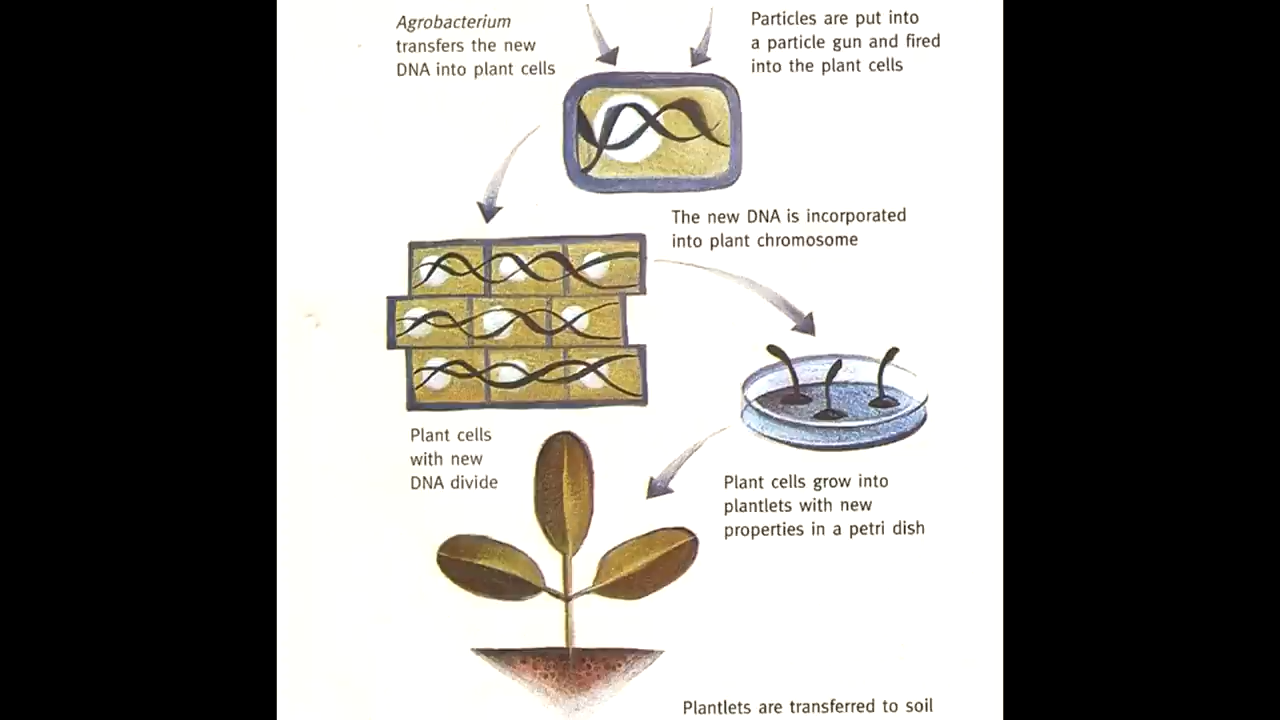 Agrobacterium
transfers the new
DNA into plant cells
Particles are put into
a particle gun and fired
into the plant cells
The new DNA is incorporated
into plant chromosome
Plant cells
with new
DNA divide
Plant cells grow into
plantlets with new
properties in a petri dish
Plantlets are transferred to soil